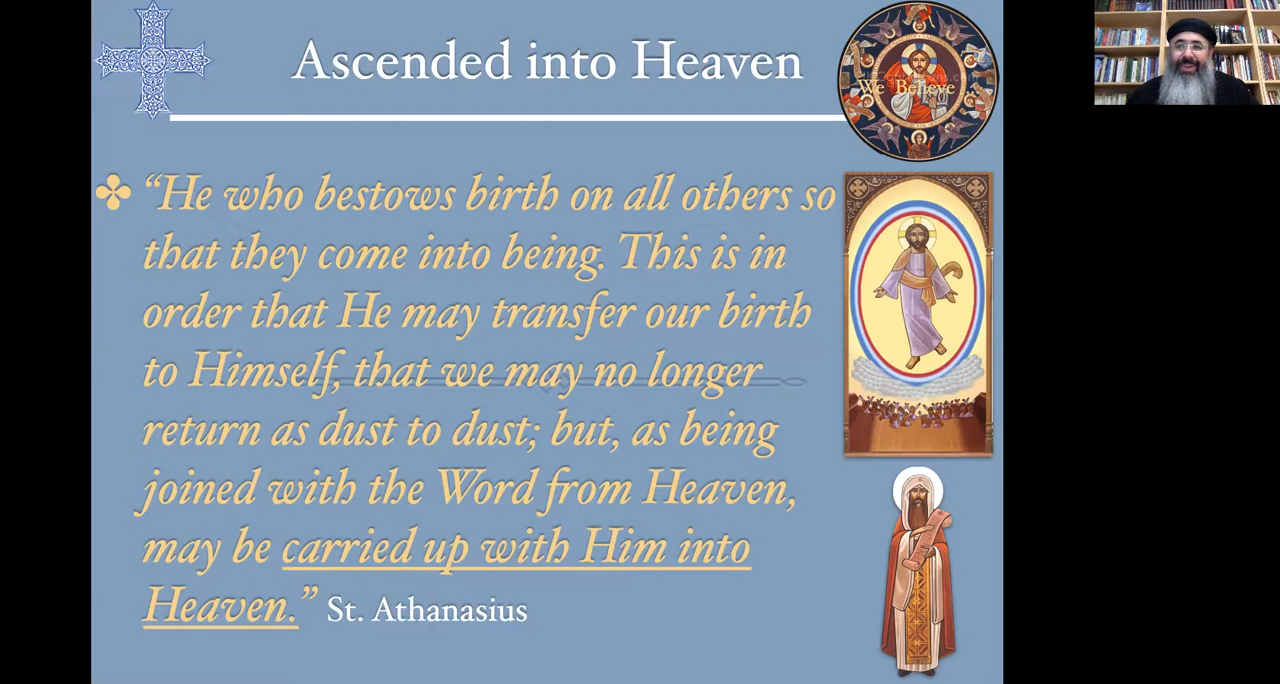 Ascended into Heaven
We Believe ...
“He who bestows birth on all others so
that they come into being. This is in
order that He may transfer our birth
to Himself, that we may no longer
return as dust to dust; but, as being
joined with the Word from Heaven,
may be carried up with Him into
Heaven.” St. Athanasius